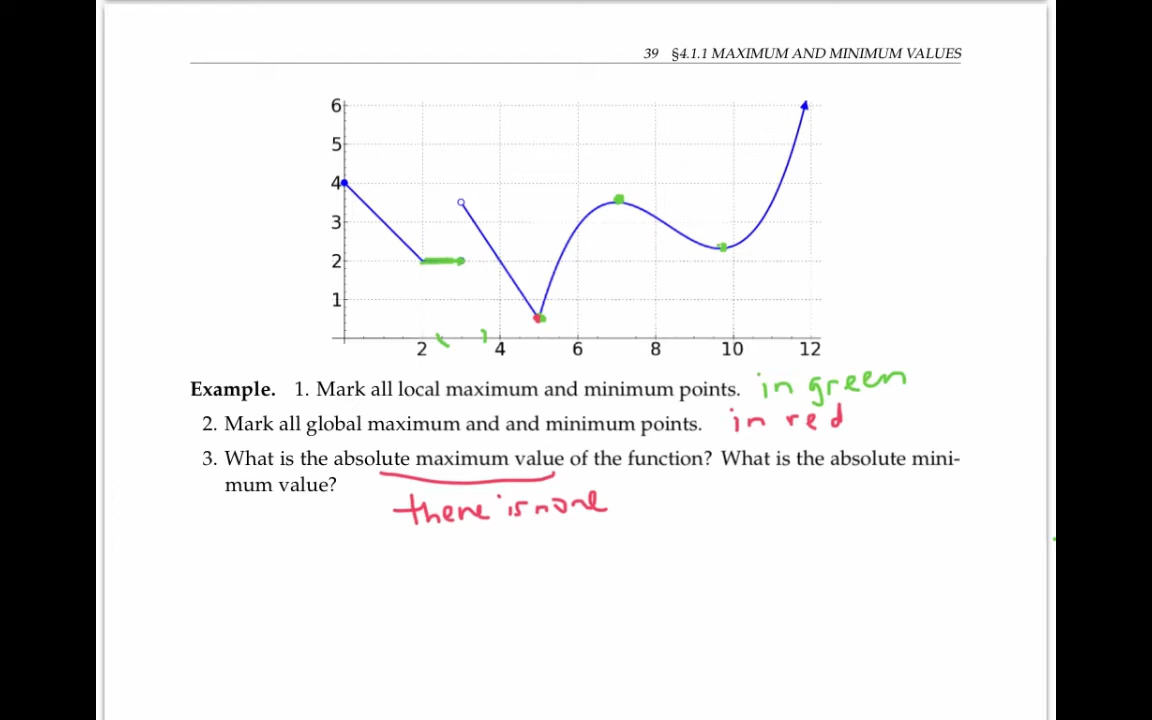 39 §4.1.1 MAXIMUM AND MINIMUM VALUES
6
5
4
3
2
1
2 4 6 8 10 12
Example. 1. Mark all local maximum and minimum points. in green
2. Mark all global maximum and and minimum points. in red
3. What is the absolute maximum value of the function? What is the absolute mini-
mum value?
there is none